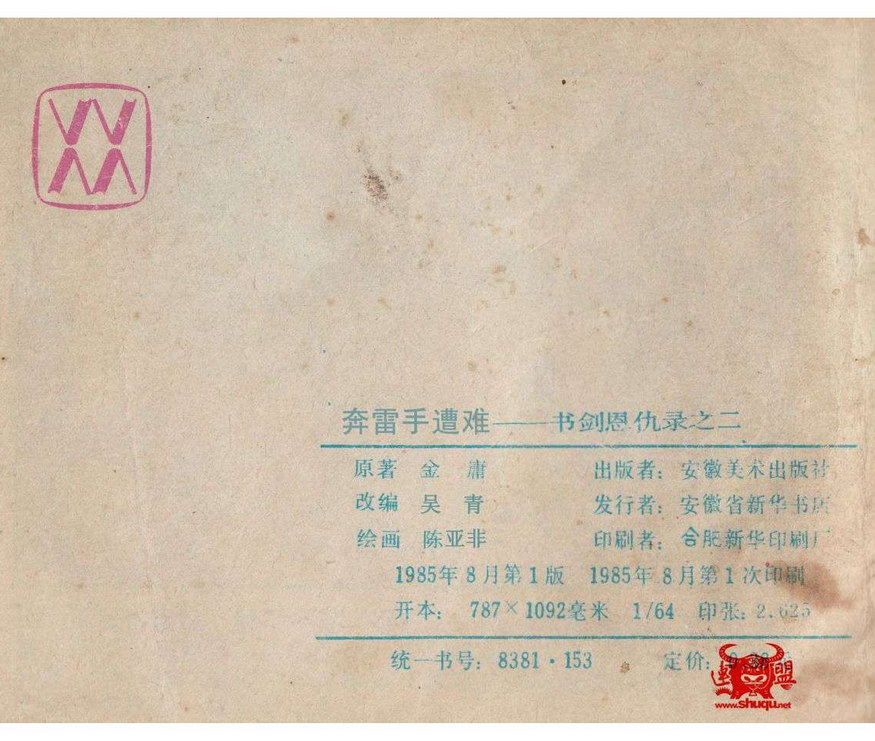 奔雷手遭难——书剑恩仇录之二
原著 金 庸 出版者：安徽美术出版社
改编 吴 青 发行者：安徽省新华书店
绘画 陈亚非 印刷者：合肥新华印刷厂
1985年8月第1版 1985年8月第1次印刷
开本：787×1092毫米 1/64 印张：2.625
统一书号：8381·153 定价：
连 盟
www.shuqu.net